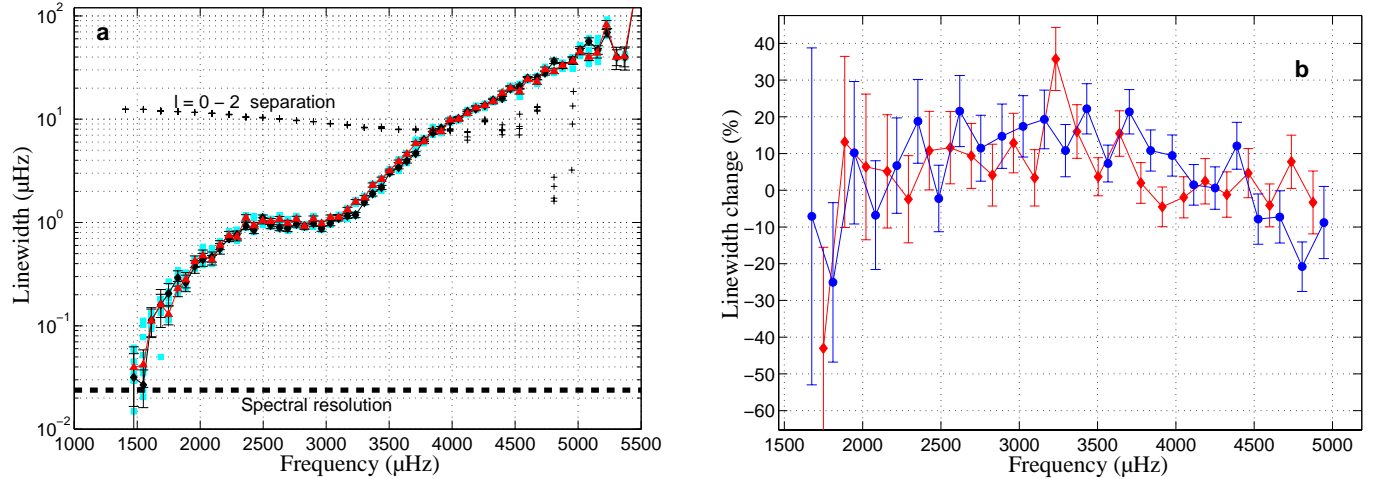 a
10²
10¹
10⁰
10⁻¹
10⁻²
Linewidth (μHz)
l = 0 – 2 separation
Spectral resolution
1000 1500 2000 2500 3000 3500 4000 4500 5000 5500
Frequency (μHz)
b
40
30
20
10
0
−10
−20
−30
−40
−50
−60
Linewidth change (%)
1500 2000 2500 3000 3500 4000 4500 5000
Frequency (μHz)